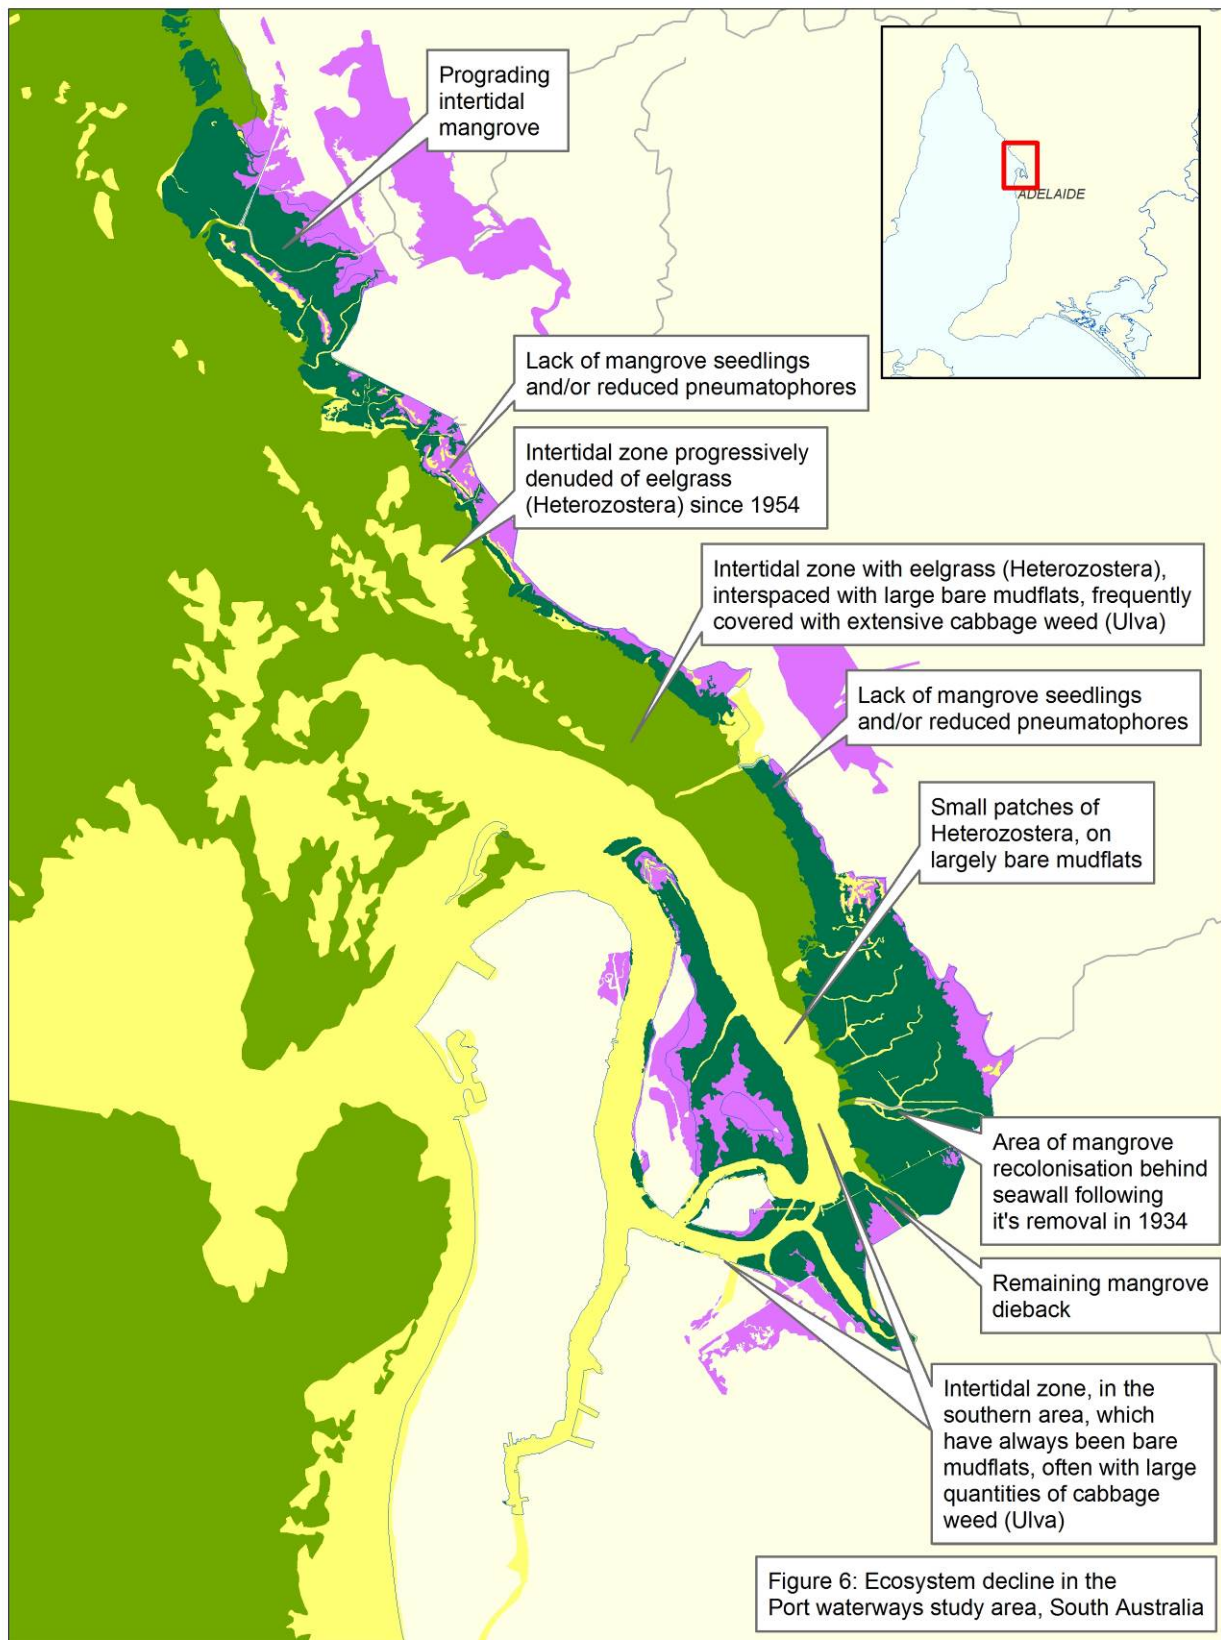 Prograding
intertidal
mangrove
ADELAIDE
Lack of mangrove seedlings
and/or reduced pneumatophores
Intertidal zone progressively
denuded of eelgrass
(Heterozostera) since 1954
Intertidal zone with eelgrass (Heterozostera),
interspaced with large bare mudflats, frequently
covered with extensive cabbage weed (Ulva)
Lack of mangrove seedlings
and/or reduced pneumatophores
Small patches of
Heterozostera, on
largely bare mudflats
Area of mangrove
recolonisation behind
seawall following
it's removal in 1934
Remaining mangrove
dieback
Intertidal zone, in the
southern area, which
have always been bare
mudflats, often with large
quantities of cabbage
weed (Ulva)
Figure 6: Ecosystem decline in the
Port waterways study area, South Australia